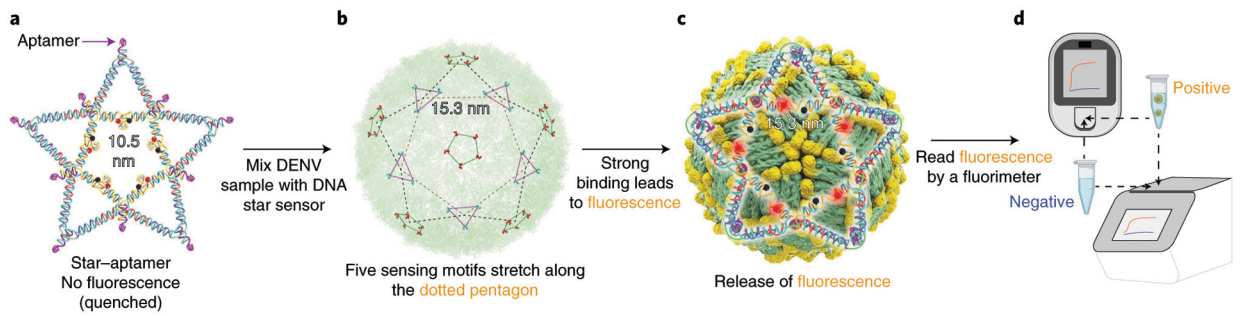 a
Aptamer
10.5
nm
Star–aptamer
No fluorescence
(quenched)
Mix DENV
sample with DNA
star sensor
b
15.3 nm
Five sensing motifs stretch along
the dotted pentagon
Strong
binding leads
to fluorescence
c
15.3 nm
Release of fluorescence
Read fluorescence
by a fluorimeter
d
Positive
Negative